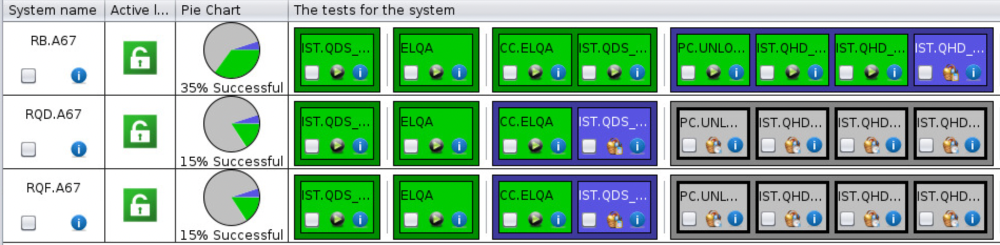 System name Active l... Pie Chart The tests for the system
RB.A67
IST.QDS_... ELQA CC.ELQA IST.QDS_... PC.UNLO... IST.QHD_... IST.QHD_... IST.QHD_...
35% Successful
RQD.A67
IST.QDS_... ELQA CC.ELQA IST.QDS_... PC.UNL... IST.QHD... IST.QHD... IST.QHD...
15% Successful
RQF.A67
IST.QDS_... ELQA CC.ELQA IST.QDS_... PC.UNL... IST.QHD... IST.QHD... IST.QHD...
15% Successful